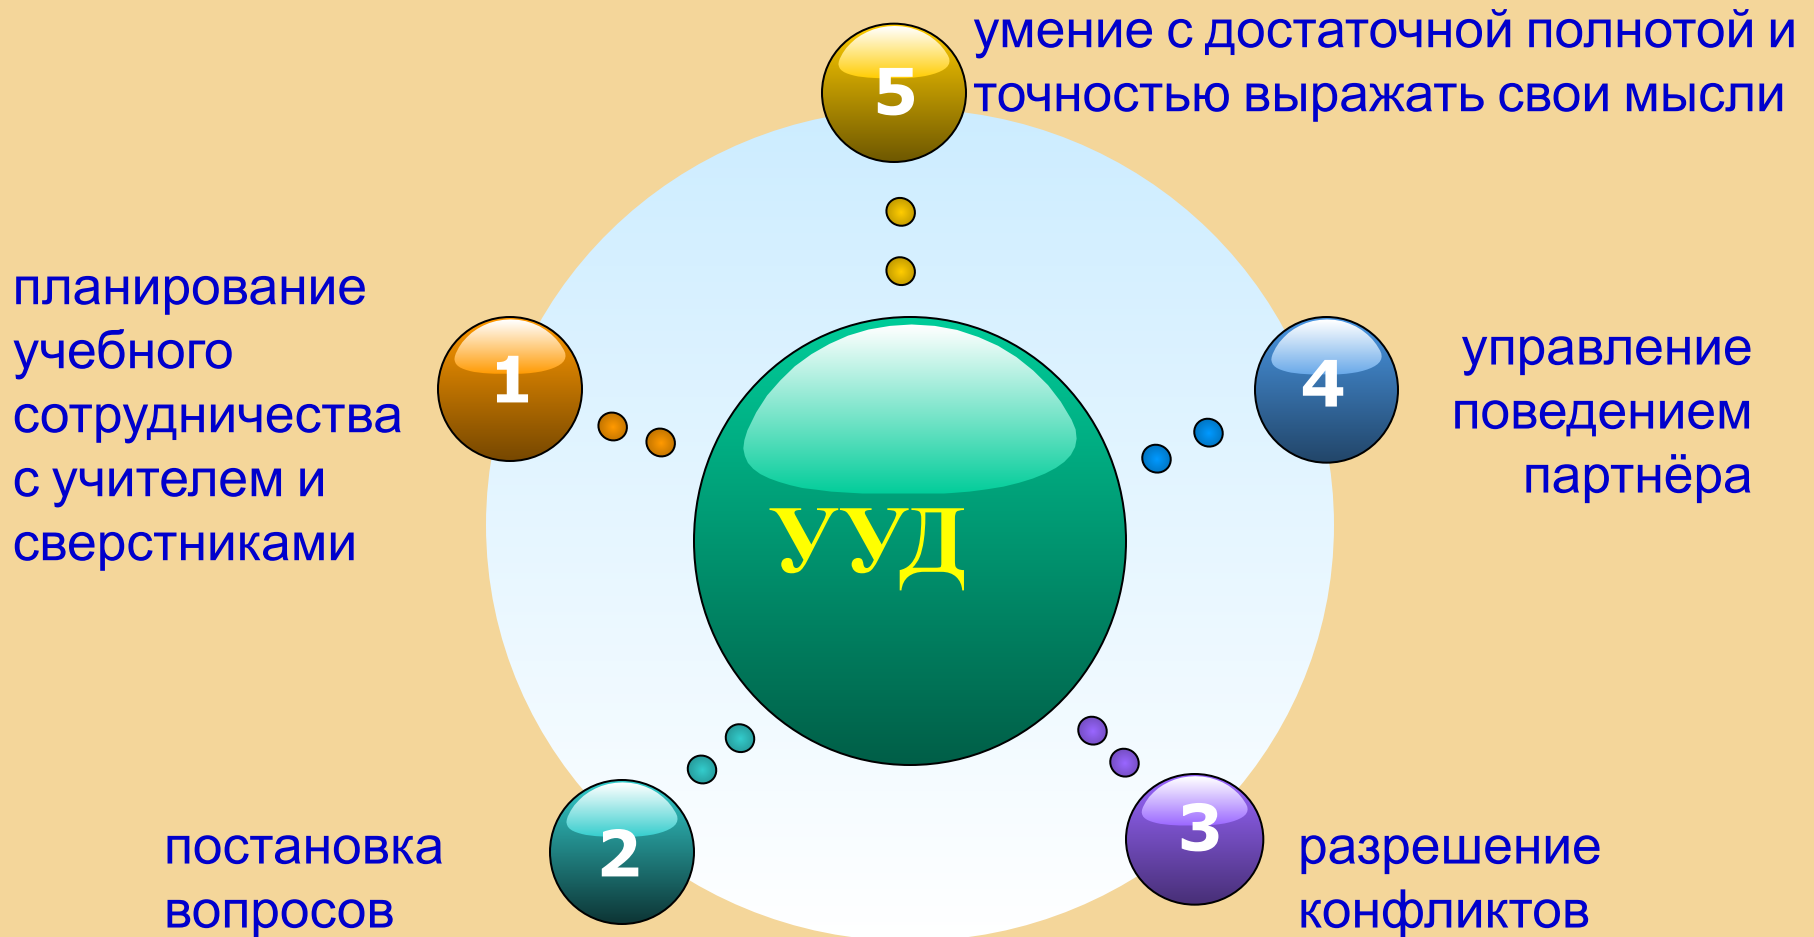 5
умение с достаточной полнотой и
точностью выражать свои мысли
1
планирование
учебного
сотрудничества
с учителем и
сверстниками
4
управление
поведением
партнёра
УУД
2
постановка
вопросов
3
разрешение
конфликтов